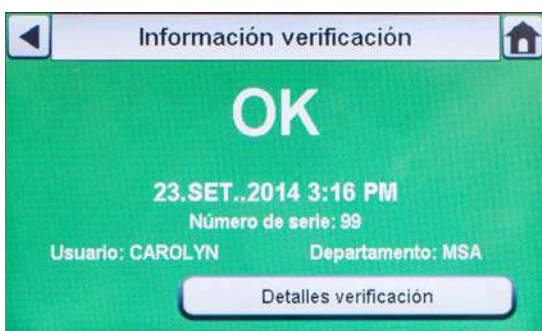 Información verificación
OK
23.SET..2014 3:16 PM
Número de serie: 99
Usuario: CAROLYN Departamento: MSA
Detalles verificación